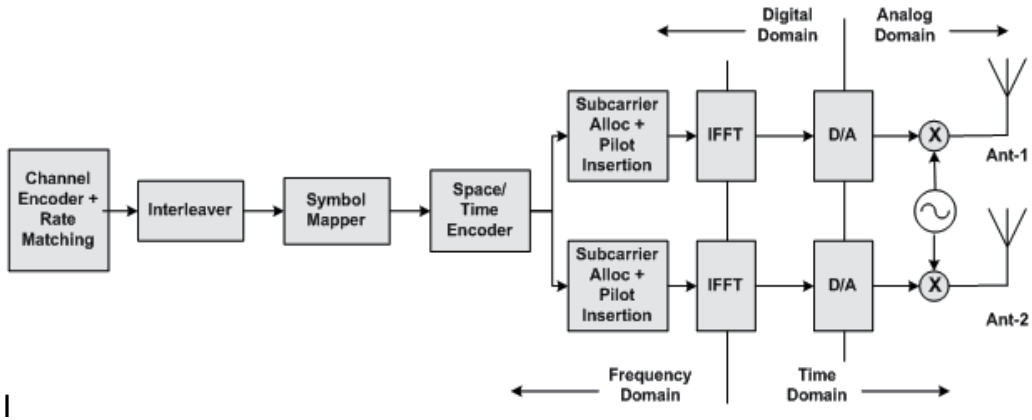 Digital
Domain
Analog
Domain
Subcarrier
Alloc +
Pilot
Insertion
IFFT
D/A
X
Ant-1
Channel
Encoder +
Rate
Matching
Interleaver
Symbol
Mapper
Space/
Time
Encoder
Subcarrier
Alloc +
Pilot
Insertion
IFFT
D/A
X
Ant-2
Frequency
Domain
Time
Domain